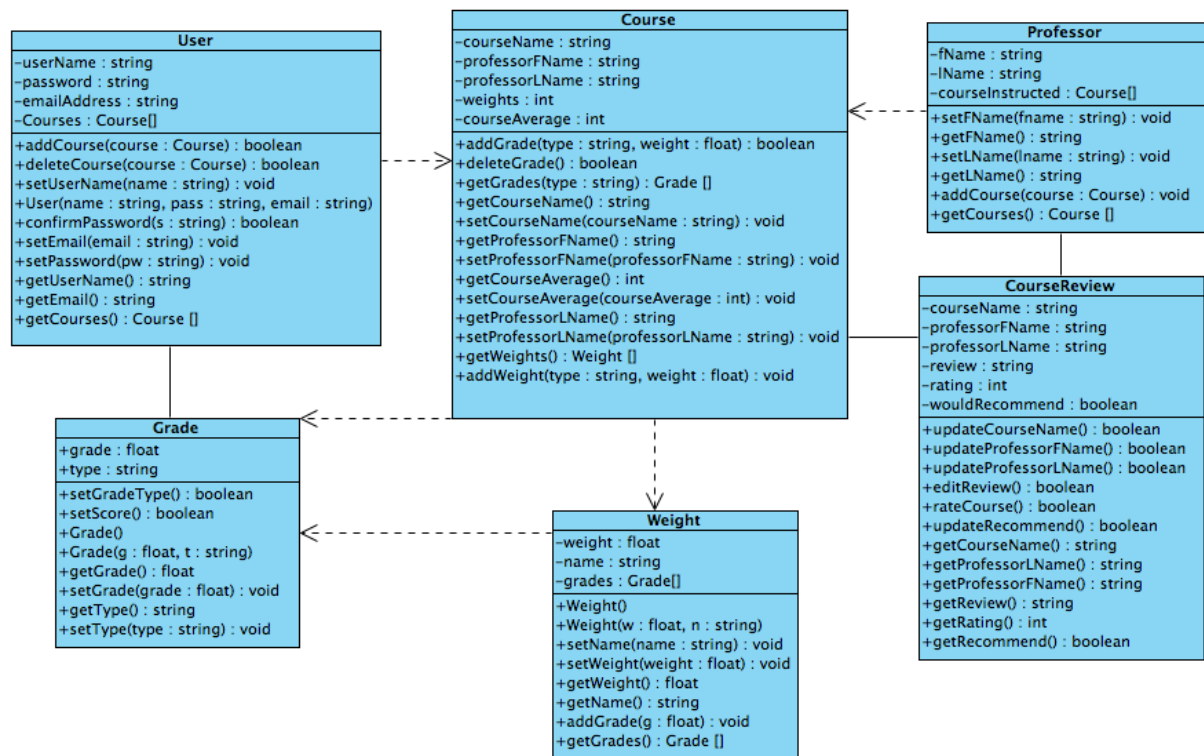 User
-userName : string
-password : string
-emailAddress : string
-Courses : Course[]
+addCourse(course : Course) : boolean
+deleteCourse(course : Course) : boolean
+setUserName(name : string) : void
+User(name : string, pass : string, email : string)
+confirmPassword(s : string) : boolean
+setEmail(email : string) : void
+setPassword(pw : string) : void
+getUserName() : string
+getEmail() : string
+getCourses() : Course []
Course
-courseName : string
-professorFName : string
-professorLName : string
-weights : int
-courseAverage : int
+addGrade(type : string, weight : float) : boolean
+deleteGrade() : boolean
+getGrades(type : string) : Grade []
+getCourseName() : string
+setCourseName(courseName : string) : void
+getProfessorFName() : string
+setProfessorFName(professorFName : string) : void
+getCourseAverage() : int
+setCourseAverage(courseAverage : int) : void
+getProfessorLName() : string
+setProfessorLName(professorLName : string) : void
+getWeights() : Weight []
+addWeight(type : string, weight : float) : void
Professor
-fName : string
-lName : string
-courseInstructed : Course[]
+setFName(fname : string) : void
+getFName() : string
+setLName(lname : string) : void
+getLName() : string
+addCourse(course : Course) : void
+getCourses() : Course []
CourseReview
-courseName : string
-professorFName : string
-professorLName : string
-review : string
-rating : int
-wouldRecommend : boolean
+updateCourseName() : boolean
+updateProfessorFName() : boolean
+updateProfessorLName() : boolean
+editReview() : boolean
+rateCourse() : boolean
+updateRecommend() : boolean
+getCourseName() : string
+getProfessorLName() : string
+getProfessorFName() : string
+getReview() : string
+getRating() : int
+getRecommend() : boolean
Grade
+grade : float
+type : string
+setGradeType() : boolean
+setScore() : boolean
+Grade()
+Grade(g : float, t : string)
+getGrade() : float
+setGrade(grade : float) : void
+getType() : string
+setType(type : string) : void
Weight
-weight : float
-name : string
-grades : Grade[]
+Weight()
+Weight(w : float, n : string)
+setName(name : string) : void
+setWeight(weight : float) : void
+getWeight() : float
+getName() : string
+addGrade(g : float) : void
+getGrades() : Grade []